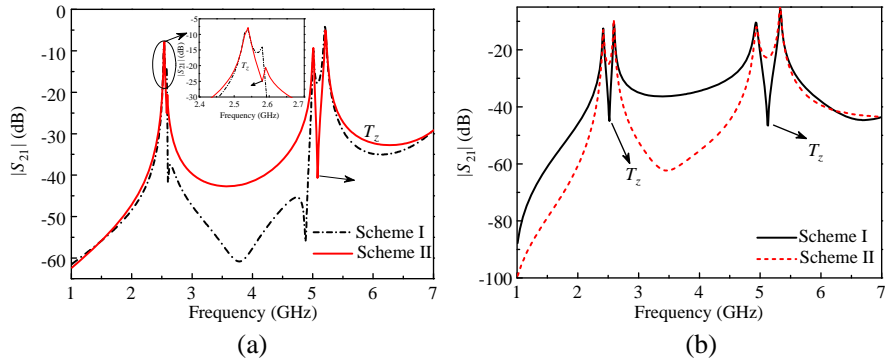 0
-10
-20
-30
-40
-50
-60
|S21| (dB)
1 2 3 4 5 6 7
Frequency (GHz)
-5
-10
-15
-20
-25
-30
|S21| (dB)
2.4 2.5 2.6 2.7
Frequency (GHz)
Tz
Tz
Scheme I
Scheme II
(a)
-20
-40
-60
-80
-100
|S21| (dB)
1 2 3 4 5 6 7
Frequency (GHz)
Tz
Tz
Scheme I
Scheme II
(b)